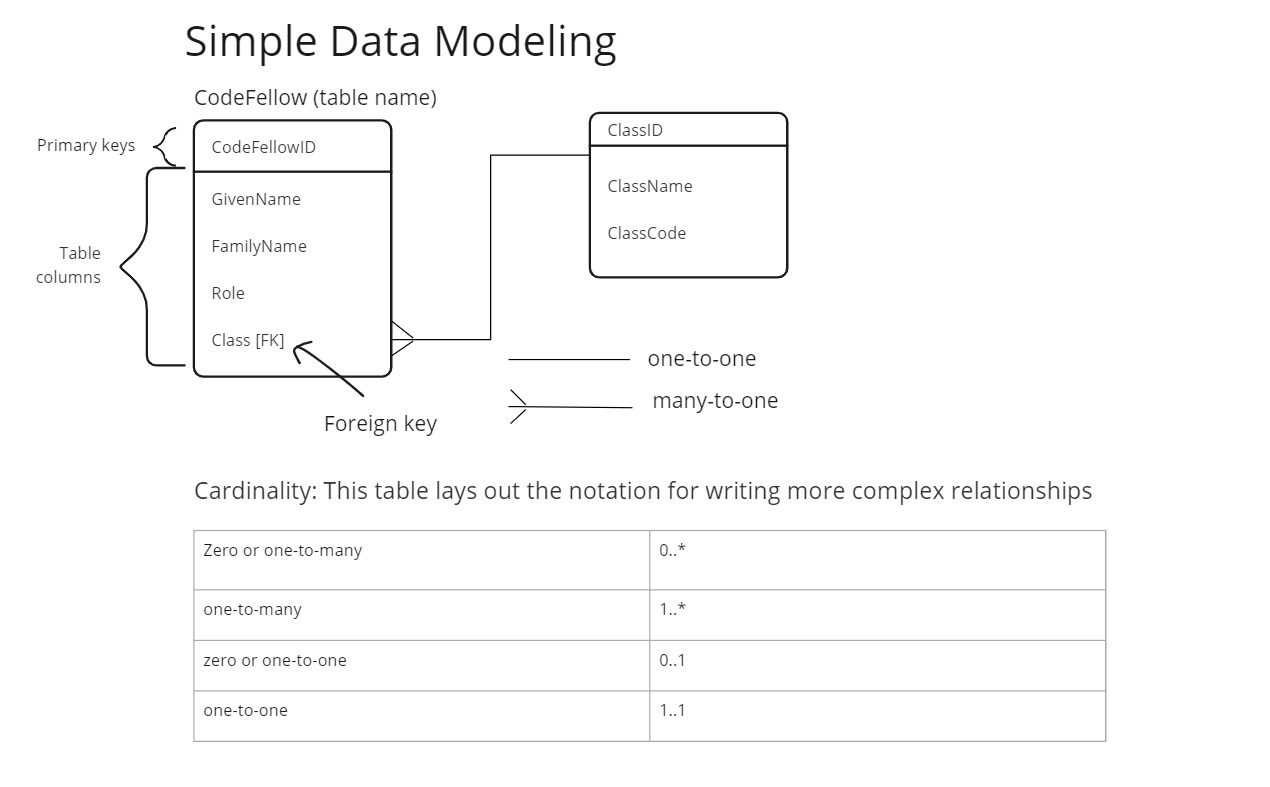 Simple Data Modeling
CodeFellow (table name)
Primary keys
CodeFellowID
Table
columns
GivenName
FamilyName
Role
Class [FK]
Foreign key
ClassID
ClassName
ClassCode
one-to-one
many-to-one
Cardinality: This table lays out the notation for writing more complex relationships
Zero or one-to-many 0..*
one-to-many 1..*
zero or one-to-one 0..1
one-to-one 1..1